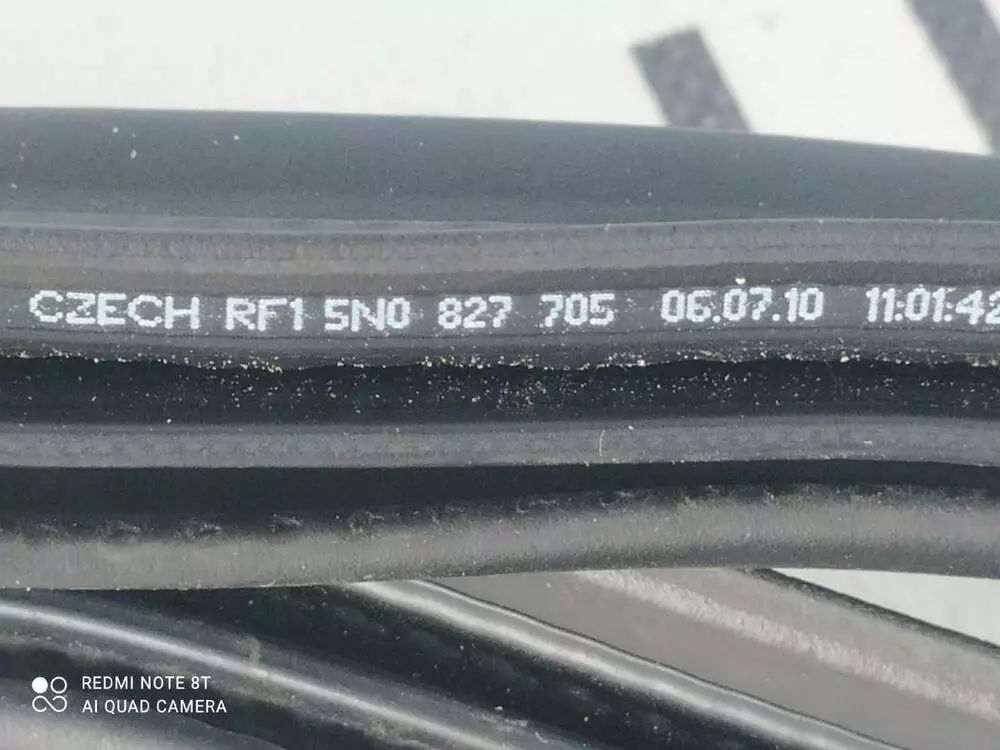 CZECH RF1 5N0 827 705 06.07.10 11:01:42
REDMI NOTE 8T
AI QUAD CAMERA